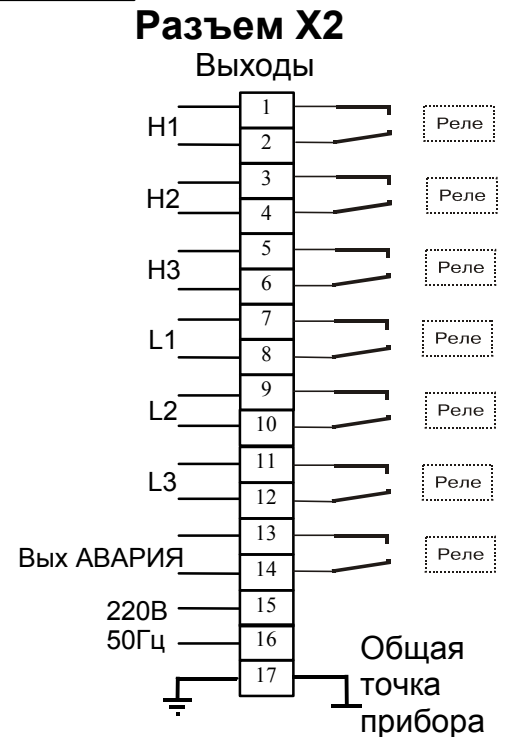 Разъем X2
Выходы
H1
1
2
Реле
H2
3
4
Реле
H3
5
6
Реле
L1
7
8
Реле
L2
9
10
Реле
L3
11
12
Реле
Вых АВАРИЯ
13
14
Реле
220В
15
50Гц
16
17
Общая
точка
прибора